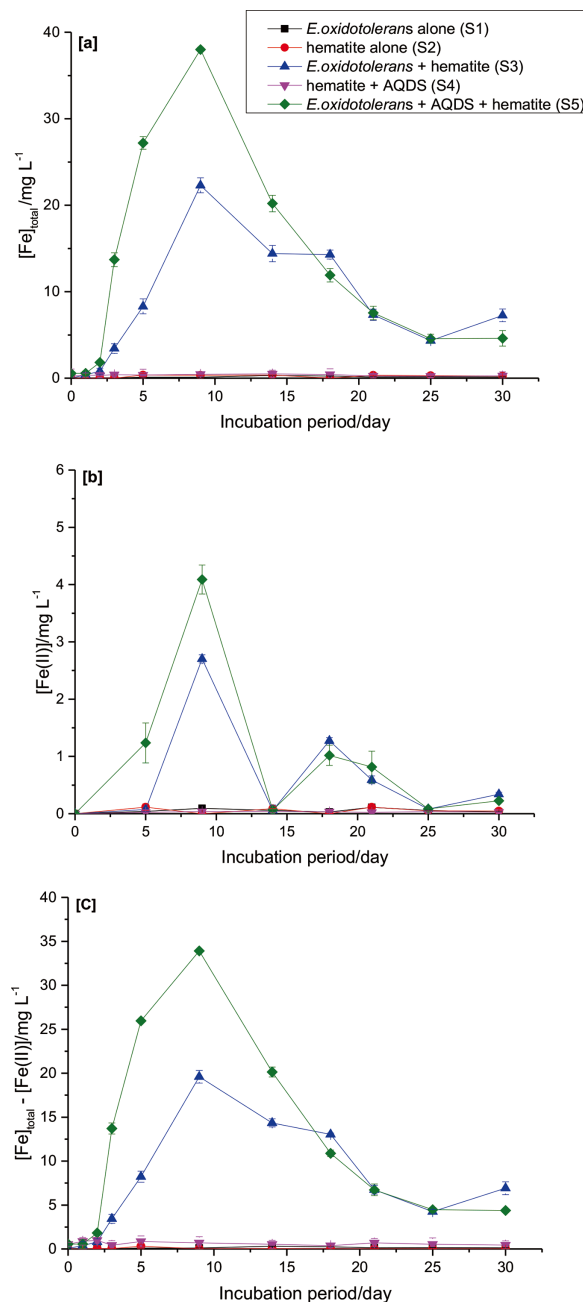 [a]
E.oxidotolerans alone (S1)
hematite alone (S2)
E.oxidotolerans + hematite (S3)
hematite + AQDS (S4)
E.oxidotolerans + AQDS + hematite (S5)
40
30
20
10
0
[Fe]total/mg L-1
0 5 10 15 20 25 30
Incubation period/day
[b]
6
5
4
3
2
1
0
[Fe(II)]/mg L-1
0 5 10 15 20 25 30
Incubation period/day
[C]
40
35
30
25
20
15
10
5
0
[Fe]total - [Fe(II)]/mg L-1
0 5 10 15 20 25 30
Incubation period/day